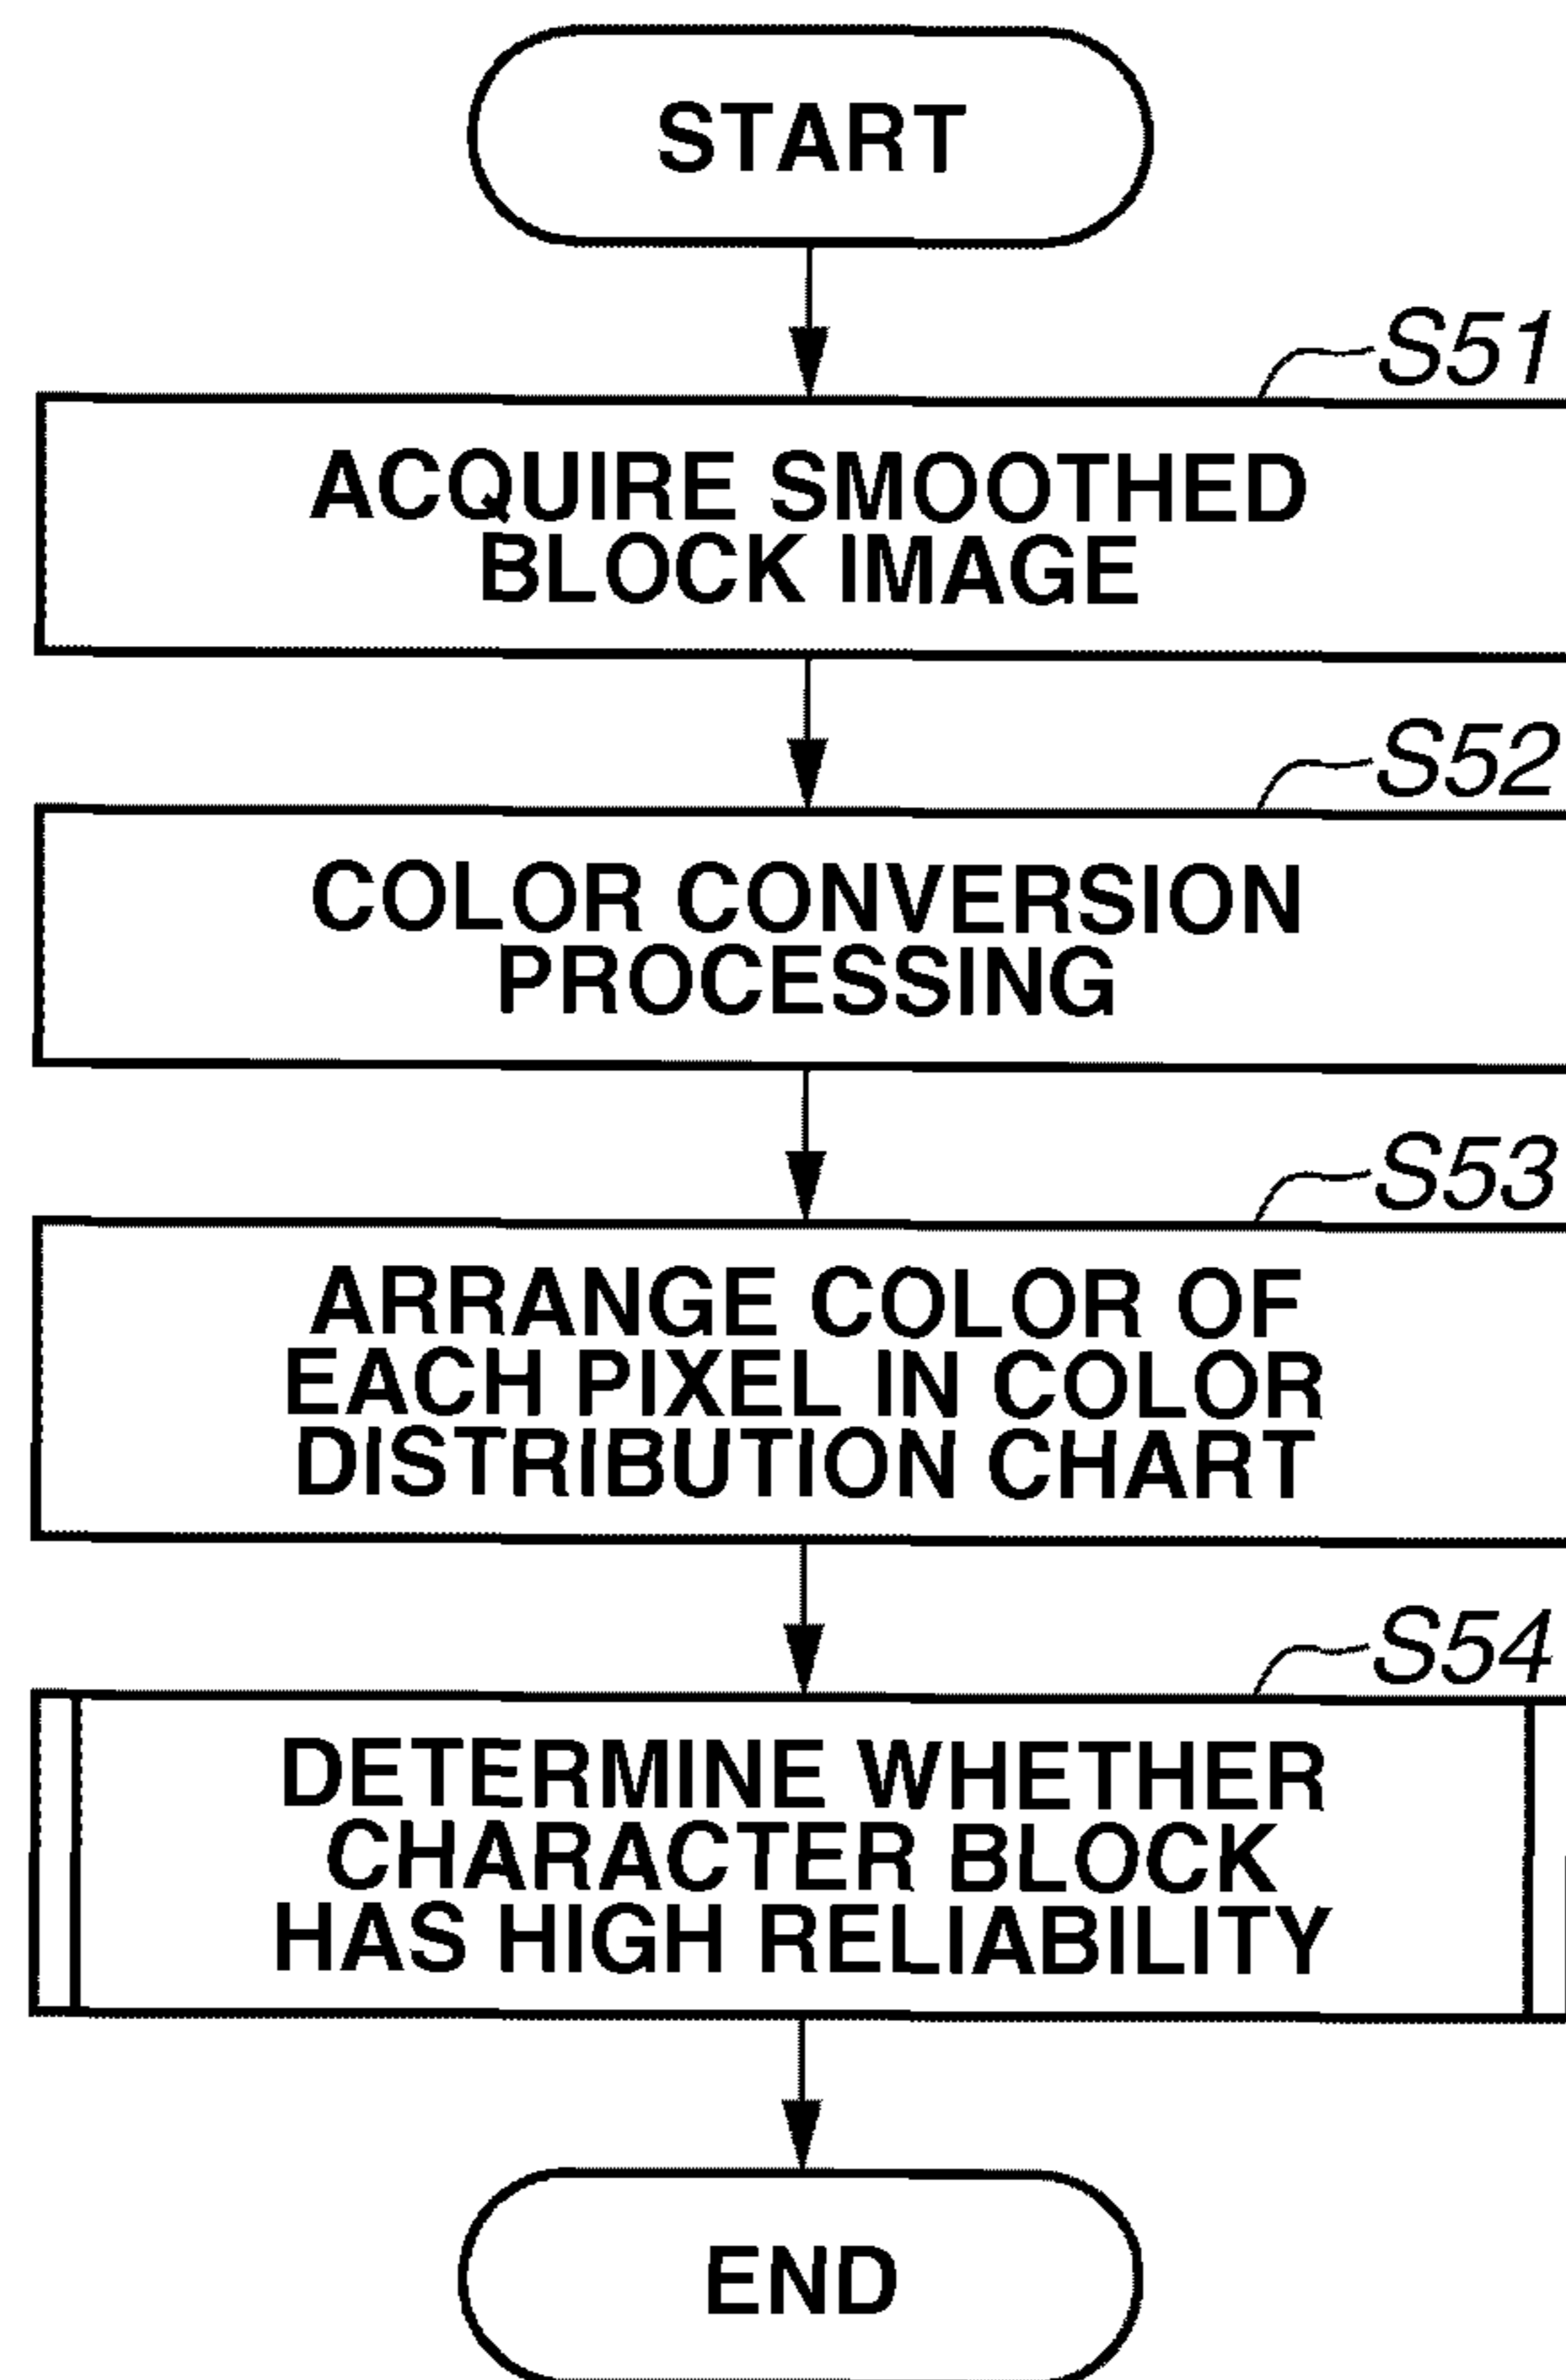 START
S51
ACQUIRE SMOOTHED
BLOCK IMAGE
S52
COLOR CONVERSION
PROCESSING
S53
ARRANGE COLOR OF
EACH PIXEL IN COLOR
DISTRIBUTION CHART
S54
DETERMINE WHETHER
CHARACTER BLOCK
HAS HIGH RELIABILITY
END